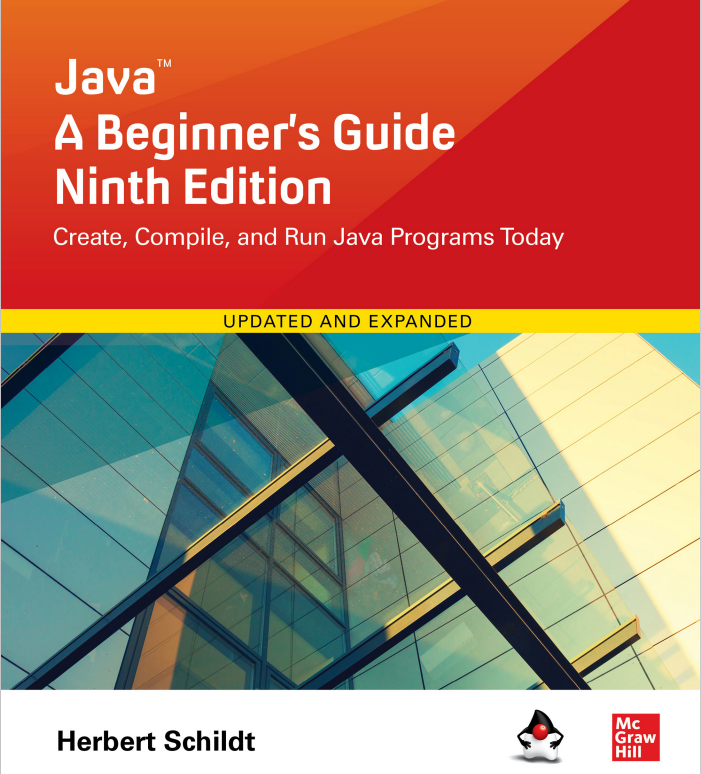 Java™
A Beginner's Guide
Ninth Edition
Create, Compile, and Run Java Programs Today
UPDATED AND EXPANDED
Herbert Schildt
Mc
Graw
Hill